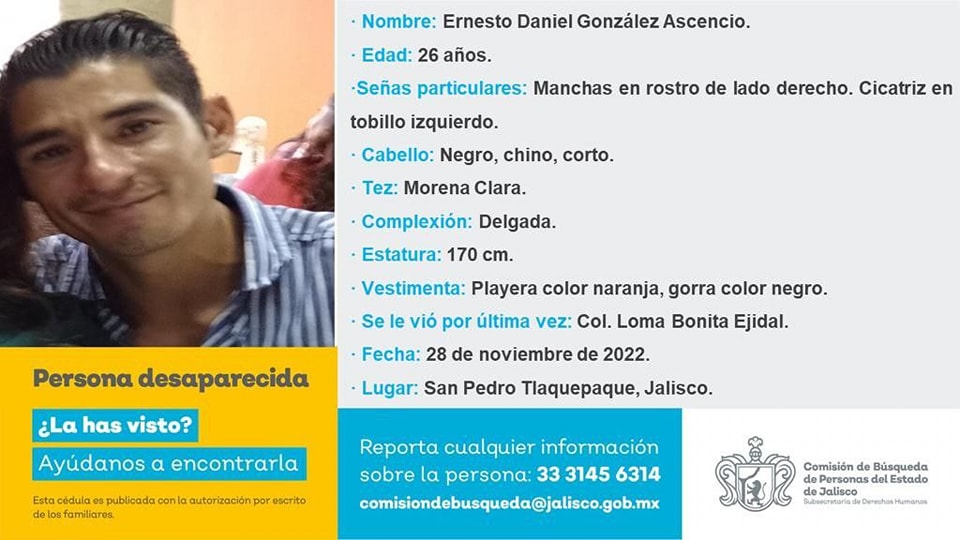 · Nombre: Ernesto Daniel González Ascencio.
· Edad: 26 años.
·Señas particulares: Manchas en rostro de lado derecho. Cicatriz en
tobillo izquierdo.
· Cabello: Negro, chino, corto.
· Tez: Morena Clara.
· Complexión: Delgada.
· Estatura: 170 cm.
· Vestimenta: Playera color naranja, gorra color negro.
· Se le vió por última vez: Col. Loma Bonita Ejidal.
· Fecha: 28 de noviembre de 2022.
· Lugar: San Pedro Tlaquepaque, Jalisco.
Persona desaparecida
¿La has visto?
Ayúdanos a encontrarla
Esta cédula es publicada con la autorización por escrito
de los familiares.
Reporta cualquier información
sobre la persona: 33 3145 6314
comisiondebusqueda@jalisco.gob.mx
Comisión de Búsqueda
de Personas del Estado
de Jalisco
Subsecretaría de Derechos Humanos